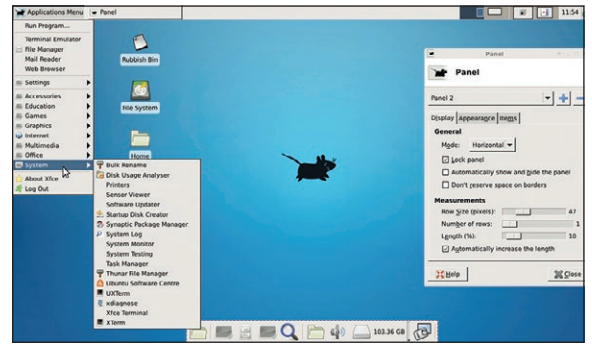 Applications Menu
Panel
11:54
Run Program...
Terminal Emulator
File Manager
Mail Reader
Web Browser
Settings
Accessories
Education
Games
Graphics
Internet
Multimedia
Office
System
About Xfce
Log Out
Bulk Rename
Disk Usage Analyser
Printers
Sensor Viewer
Software Updater
Startup Disk Creator
Synaptic Package Manager
System Log
System Monitor
System Testing
Task Manager
Thunar File Manager
Ubuntu Software Centre
UXTerm
xdiagnose
Xfce Terminal
XTerm
Rubbish Bin
File System
Home
Panel
Panel
Panel 2
Display Appearance Items
General
Mode: Horizontal
Lock panel
Automatically show and hide the panel
Don't reserve space on borders
Measurements
Row Size (pixels): 47
Number of rows: 1
Length (%): 10
Automatically increase the length
Help
Close
103.36 GB